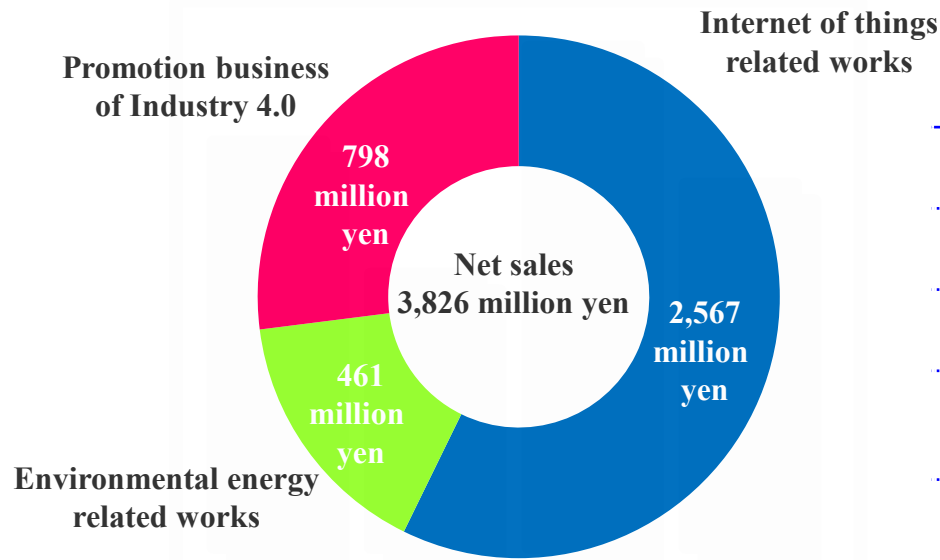 Internet of things
related works
Promotion business
of Industry 4.0
798
million
yen
Net sales
3,826 million yen
2,567
million
yen
461
million
yen
Environmental energy
related works